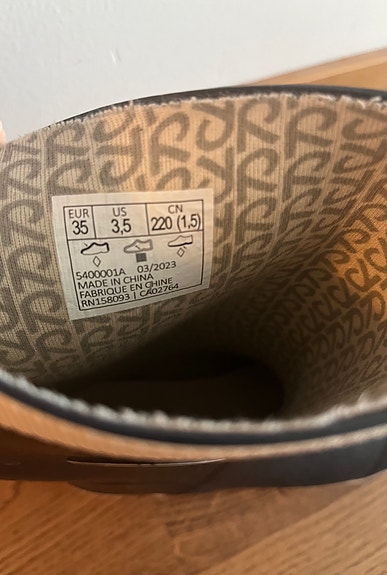 EUR US CN
35 3,5 220 (1,5)
5400001A 03/2023
MADE IN CHINA
FABRIQUE EN CHINE
RN158093 | CA02764